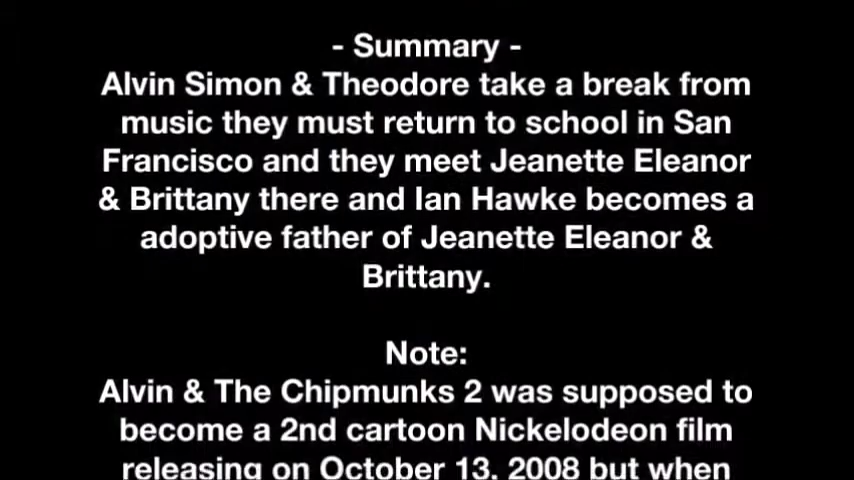 - Summary -
Alvin Simon & Theodore take a break from
music they must return to school in San
Francisco and they meet Jeanette Eleanor
& Brittany there and Ian Hawke becomes a
adoptive father of Jeanette Eleanor &
Brittany.
Note:
Alvin & The Chipmunks 2 was supposed to
become a 2nd cartoon Nickelodeon film
releasing on October 13, 2008 but when